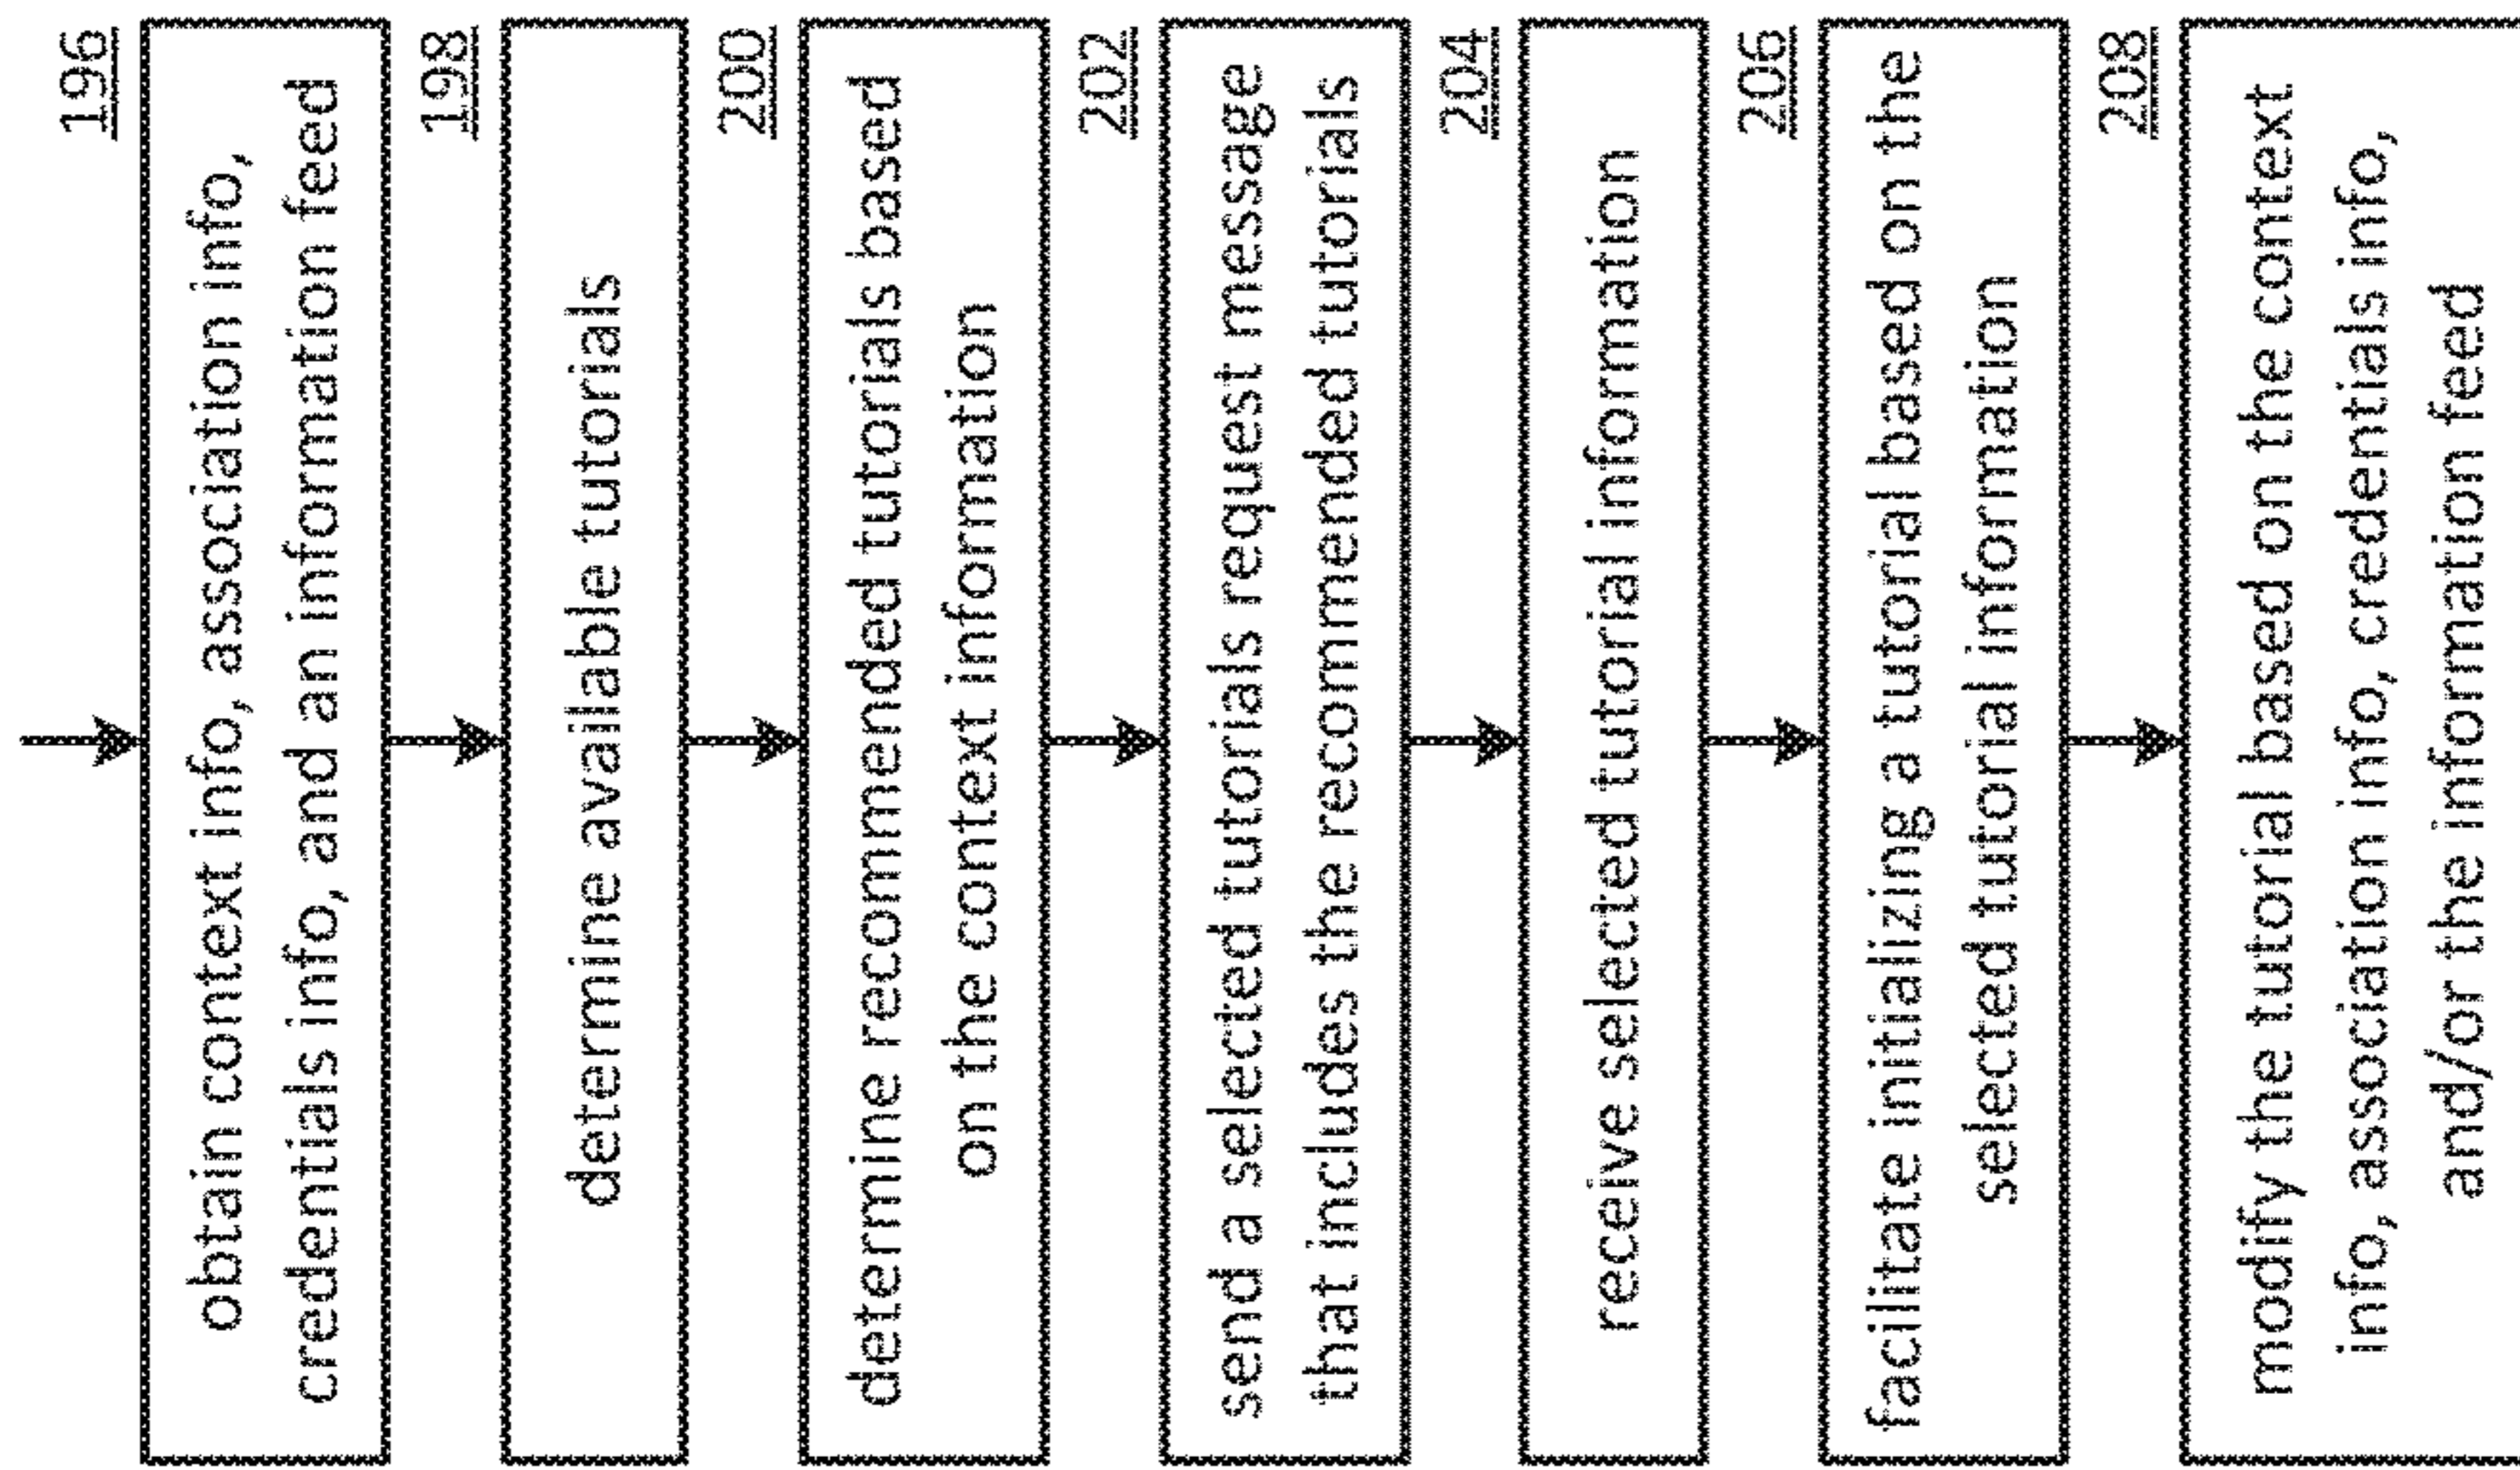 196
obtain context info, association info,
credentials info, and an information feed
198
determine available tutorials
200
determine recommended tutorials based
on the context information
202
send a selected tutorials request message
that includes the recommended tutorials
204
receive selected tutorial information
206
facilitate initializing a tutorial based on the
selected tutorial information
208
modify the tutorial based on the context
info, association info, credentials info,
and/or the information feed